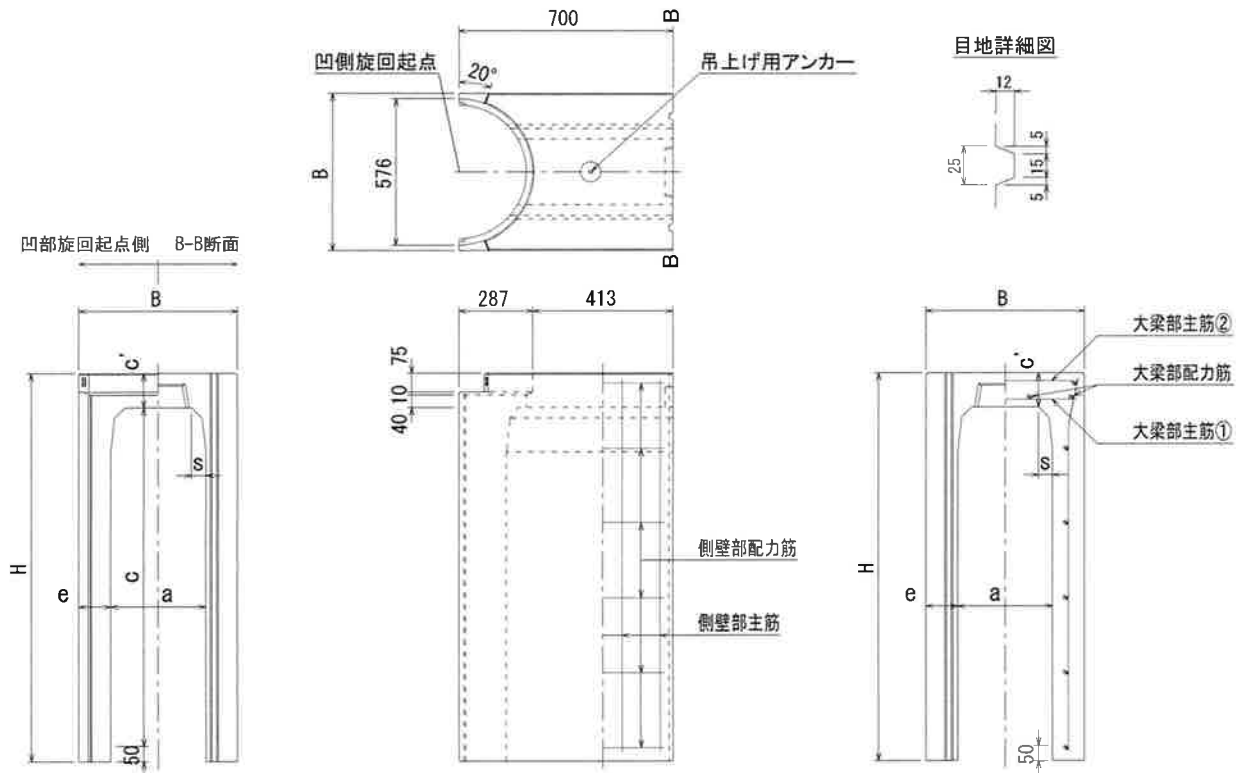 700
B
凹側旋回起点
20°
吊上げ用アンカー
B
576
B
目地詳細図
12
5
25
15
5
凹部旋回起点側 B-B断面
B
c'
s
H
c
e
a
50
287
413
75
10
40
側壁部配力筋
側壁部主筋
B
c'
大梁部主筋②
大梁部配力筋
大梁部主筋①
s
H
e
a
50